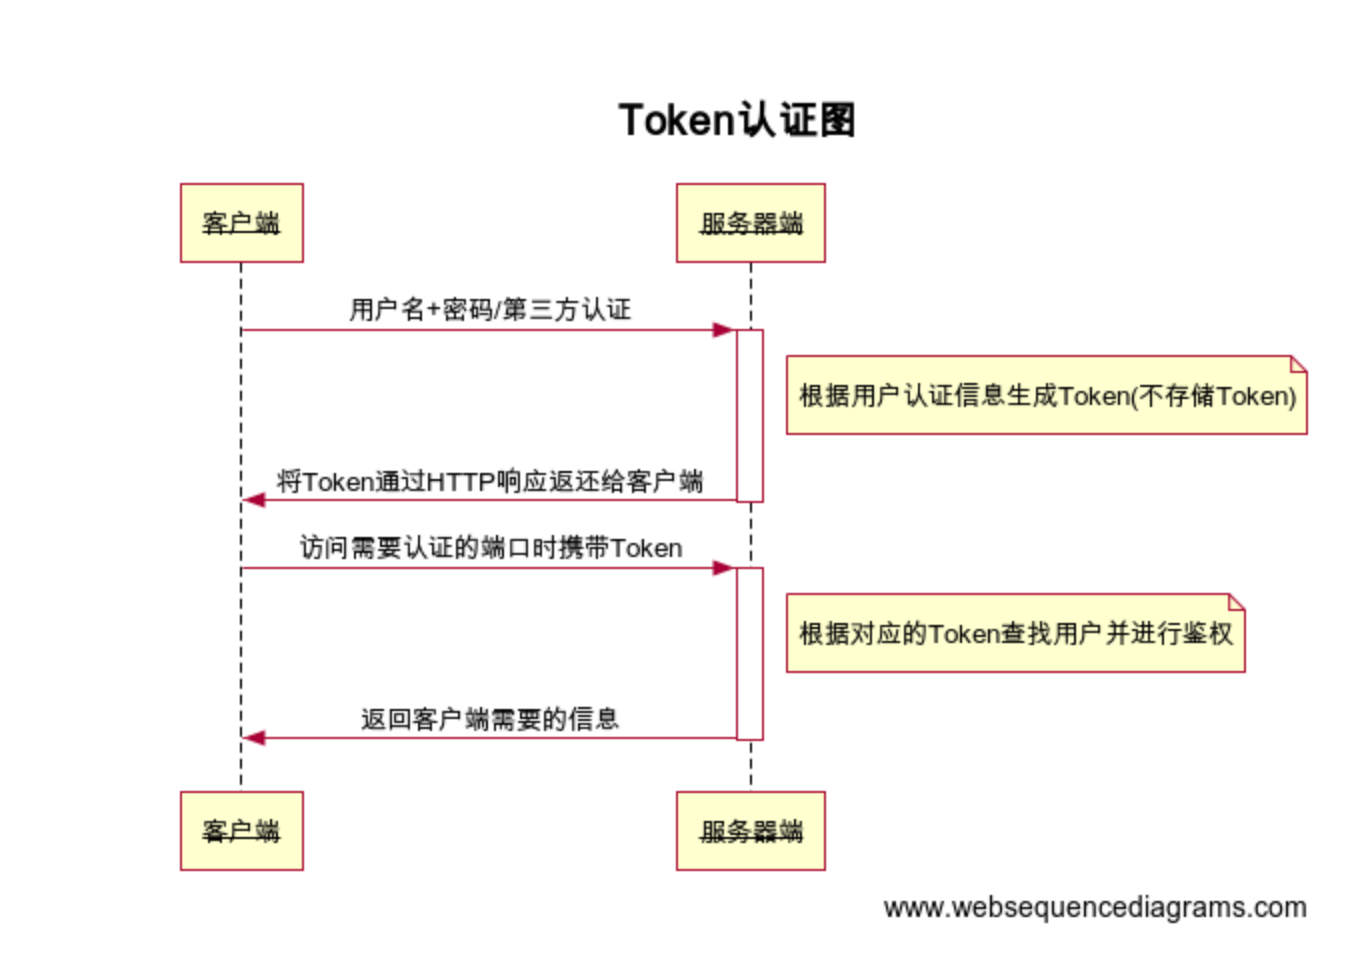 Token认证图
客户端
服务器端
用户名+密码/第三方认证
根据用户认证信息生成Token(不存储Token)
将Token通过HTTP响应返还给客户端
访问需要认证的端口时携带Token
根据对应的Token查找用户并进行鉴权
返回客户端需要的信息
客户端
服务器端
www.websequencediagrams.com